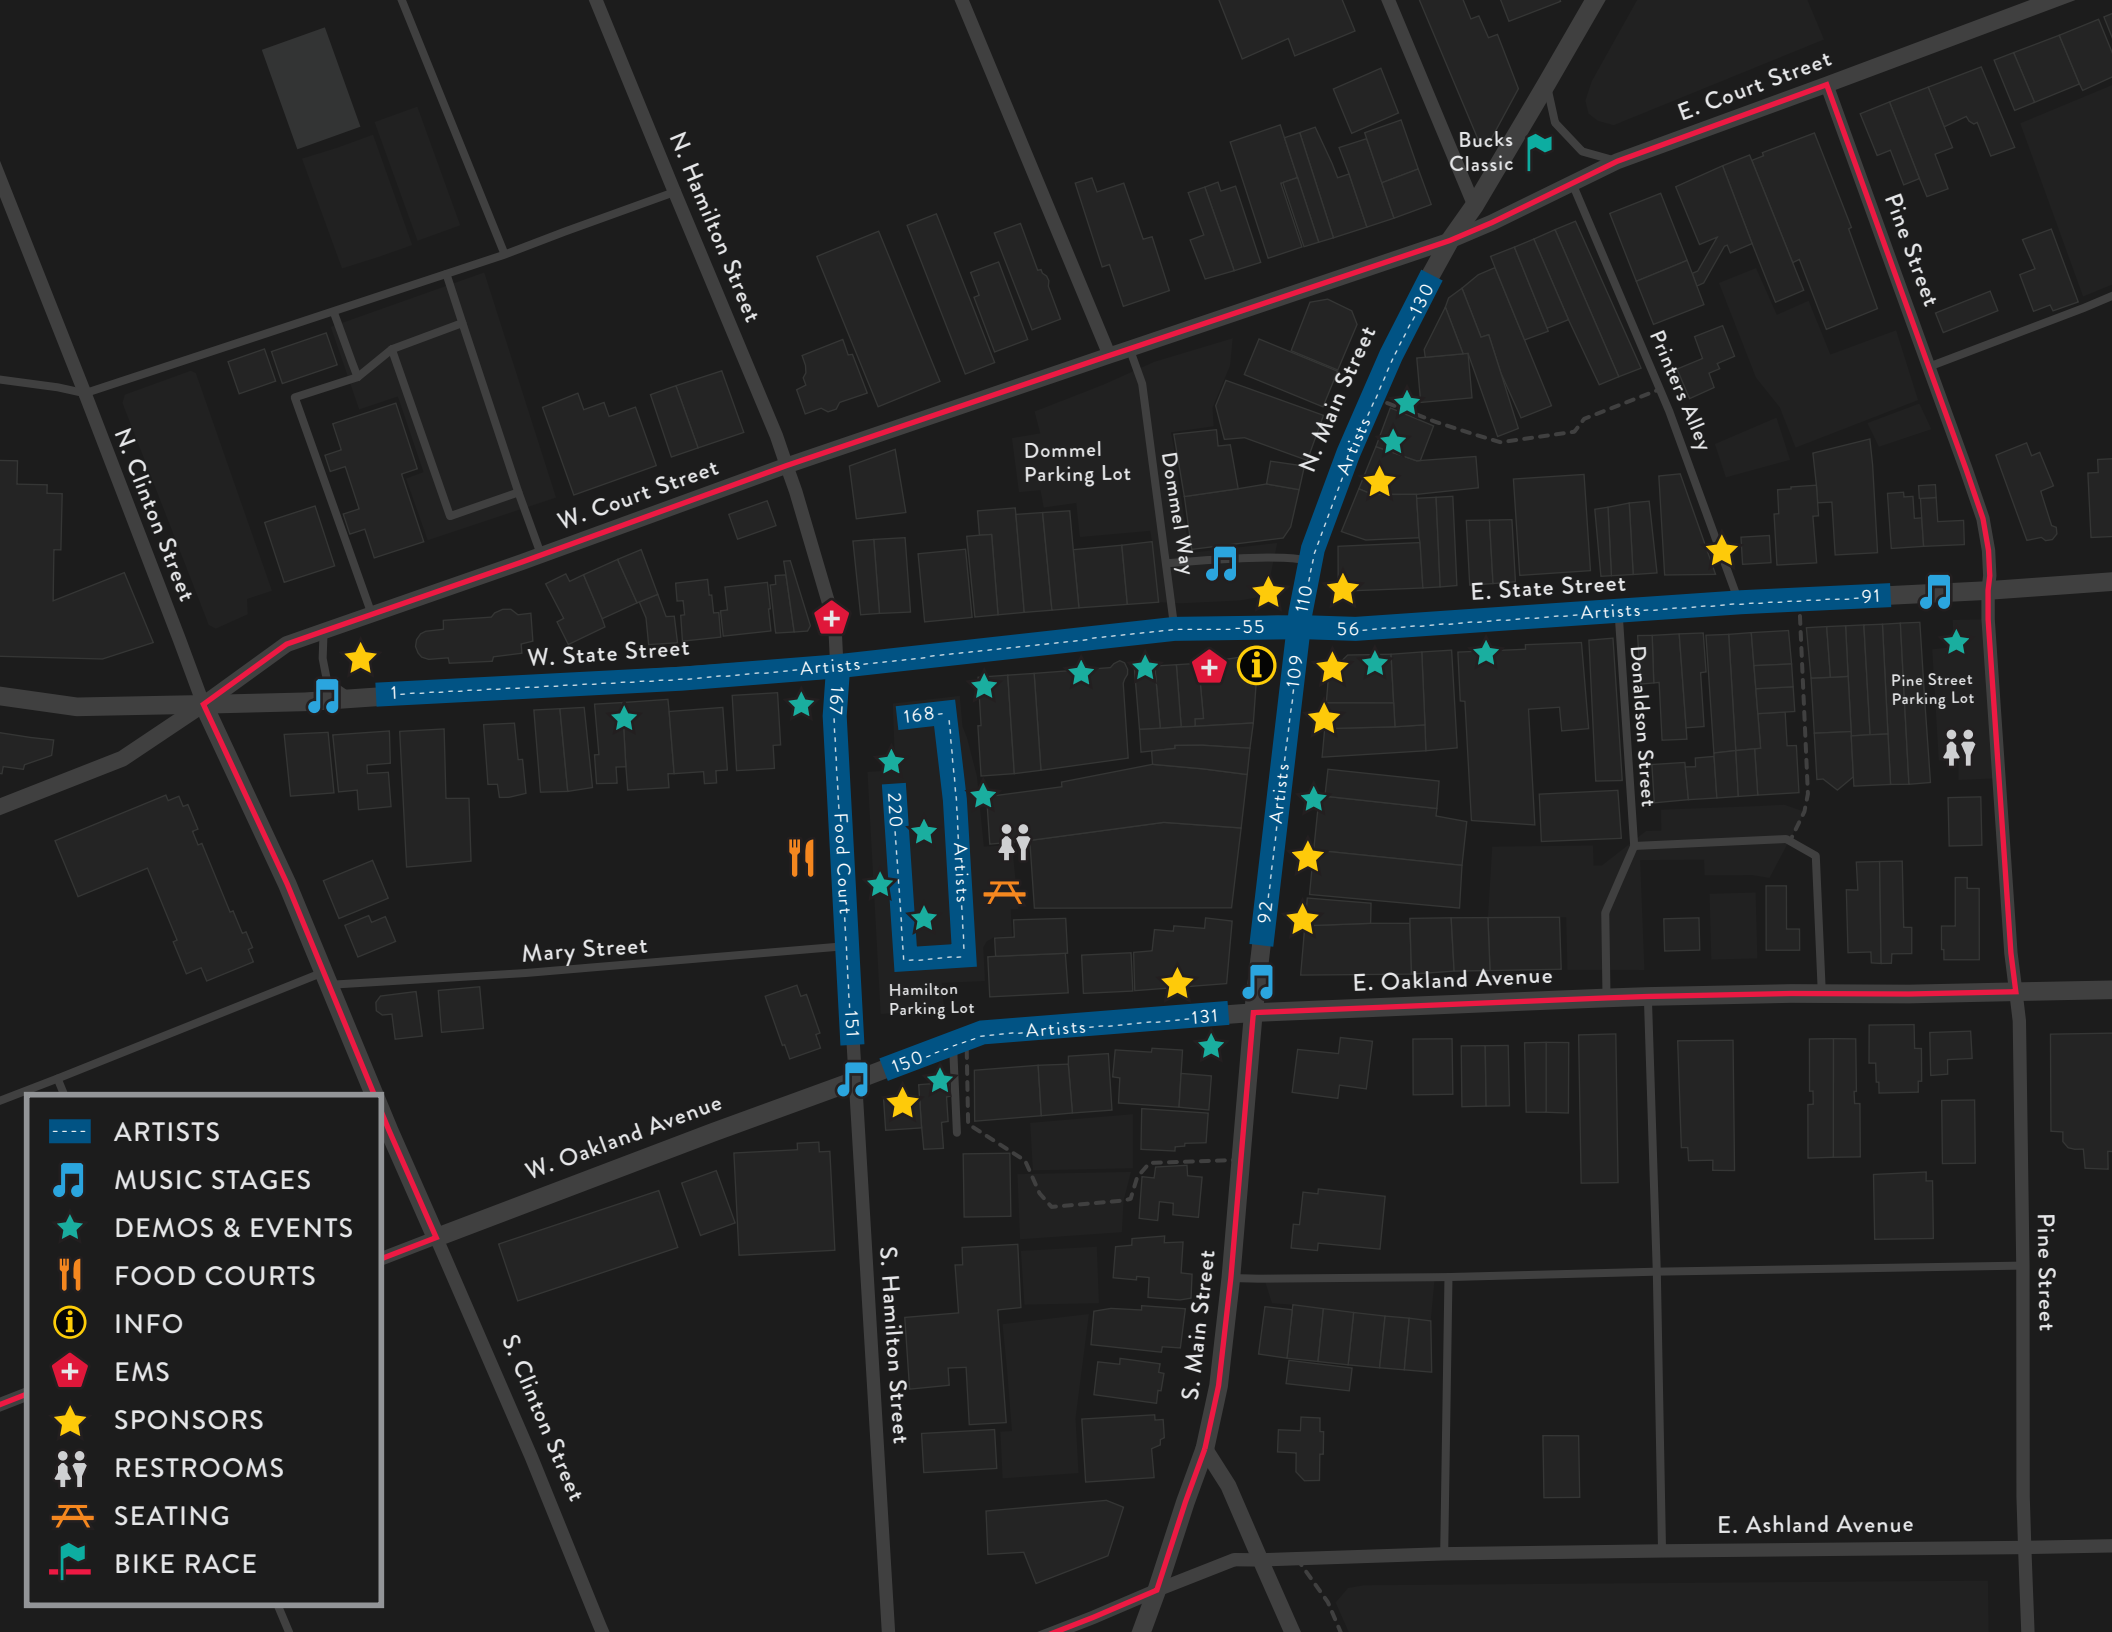 E. Court Street
Bucks
Classic
N. Hamilton Street
Pine Street
130
N. Main Street
Printers Alley
N. Clinton Street
Dommel
Parking Lot
W. Court Street
Dommel Way
Artists
110
E. State Street
Artists
91
55
56
W. State Street
Artists
1
167
168
109
Donaldson Street
Pine Street
Parking Lot
220
Food Court
Artists
Artists
92
Mary Street
Hamilton
Parking Lot
E. Oakland Avenue
151
150
Artists
131
W. Oakland Avenue
S. Hamilton Street
S. Main Street
Pine Street
S. Clinton Street
E. Ashland Avenue
ARTISTS
MUSIC STAGES
DEMOS & EVENTS
FOOD COURTS
i INFO
EMS
SPONSORS
RESTROOMS
SEATING
BIKE RACE